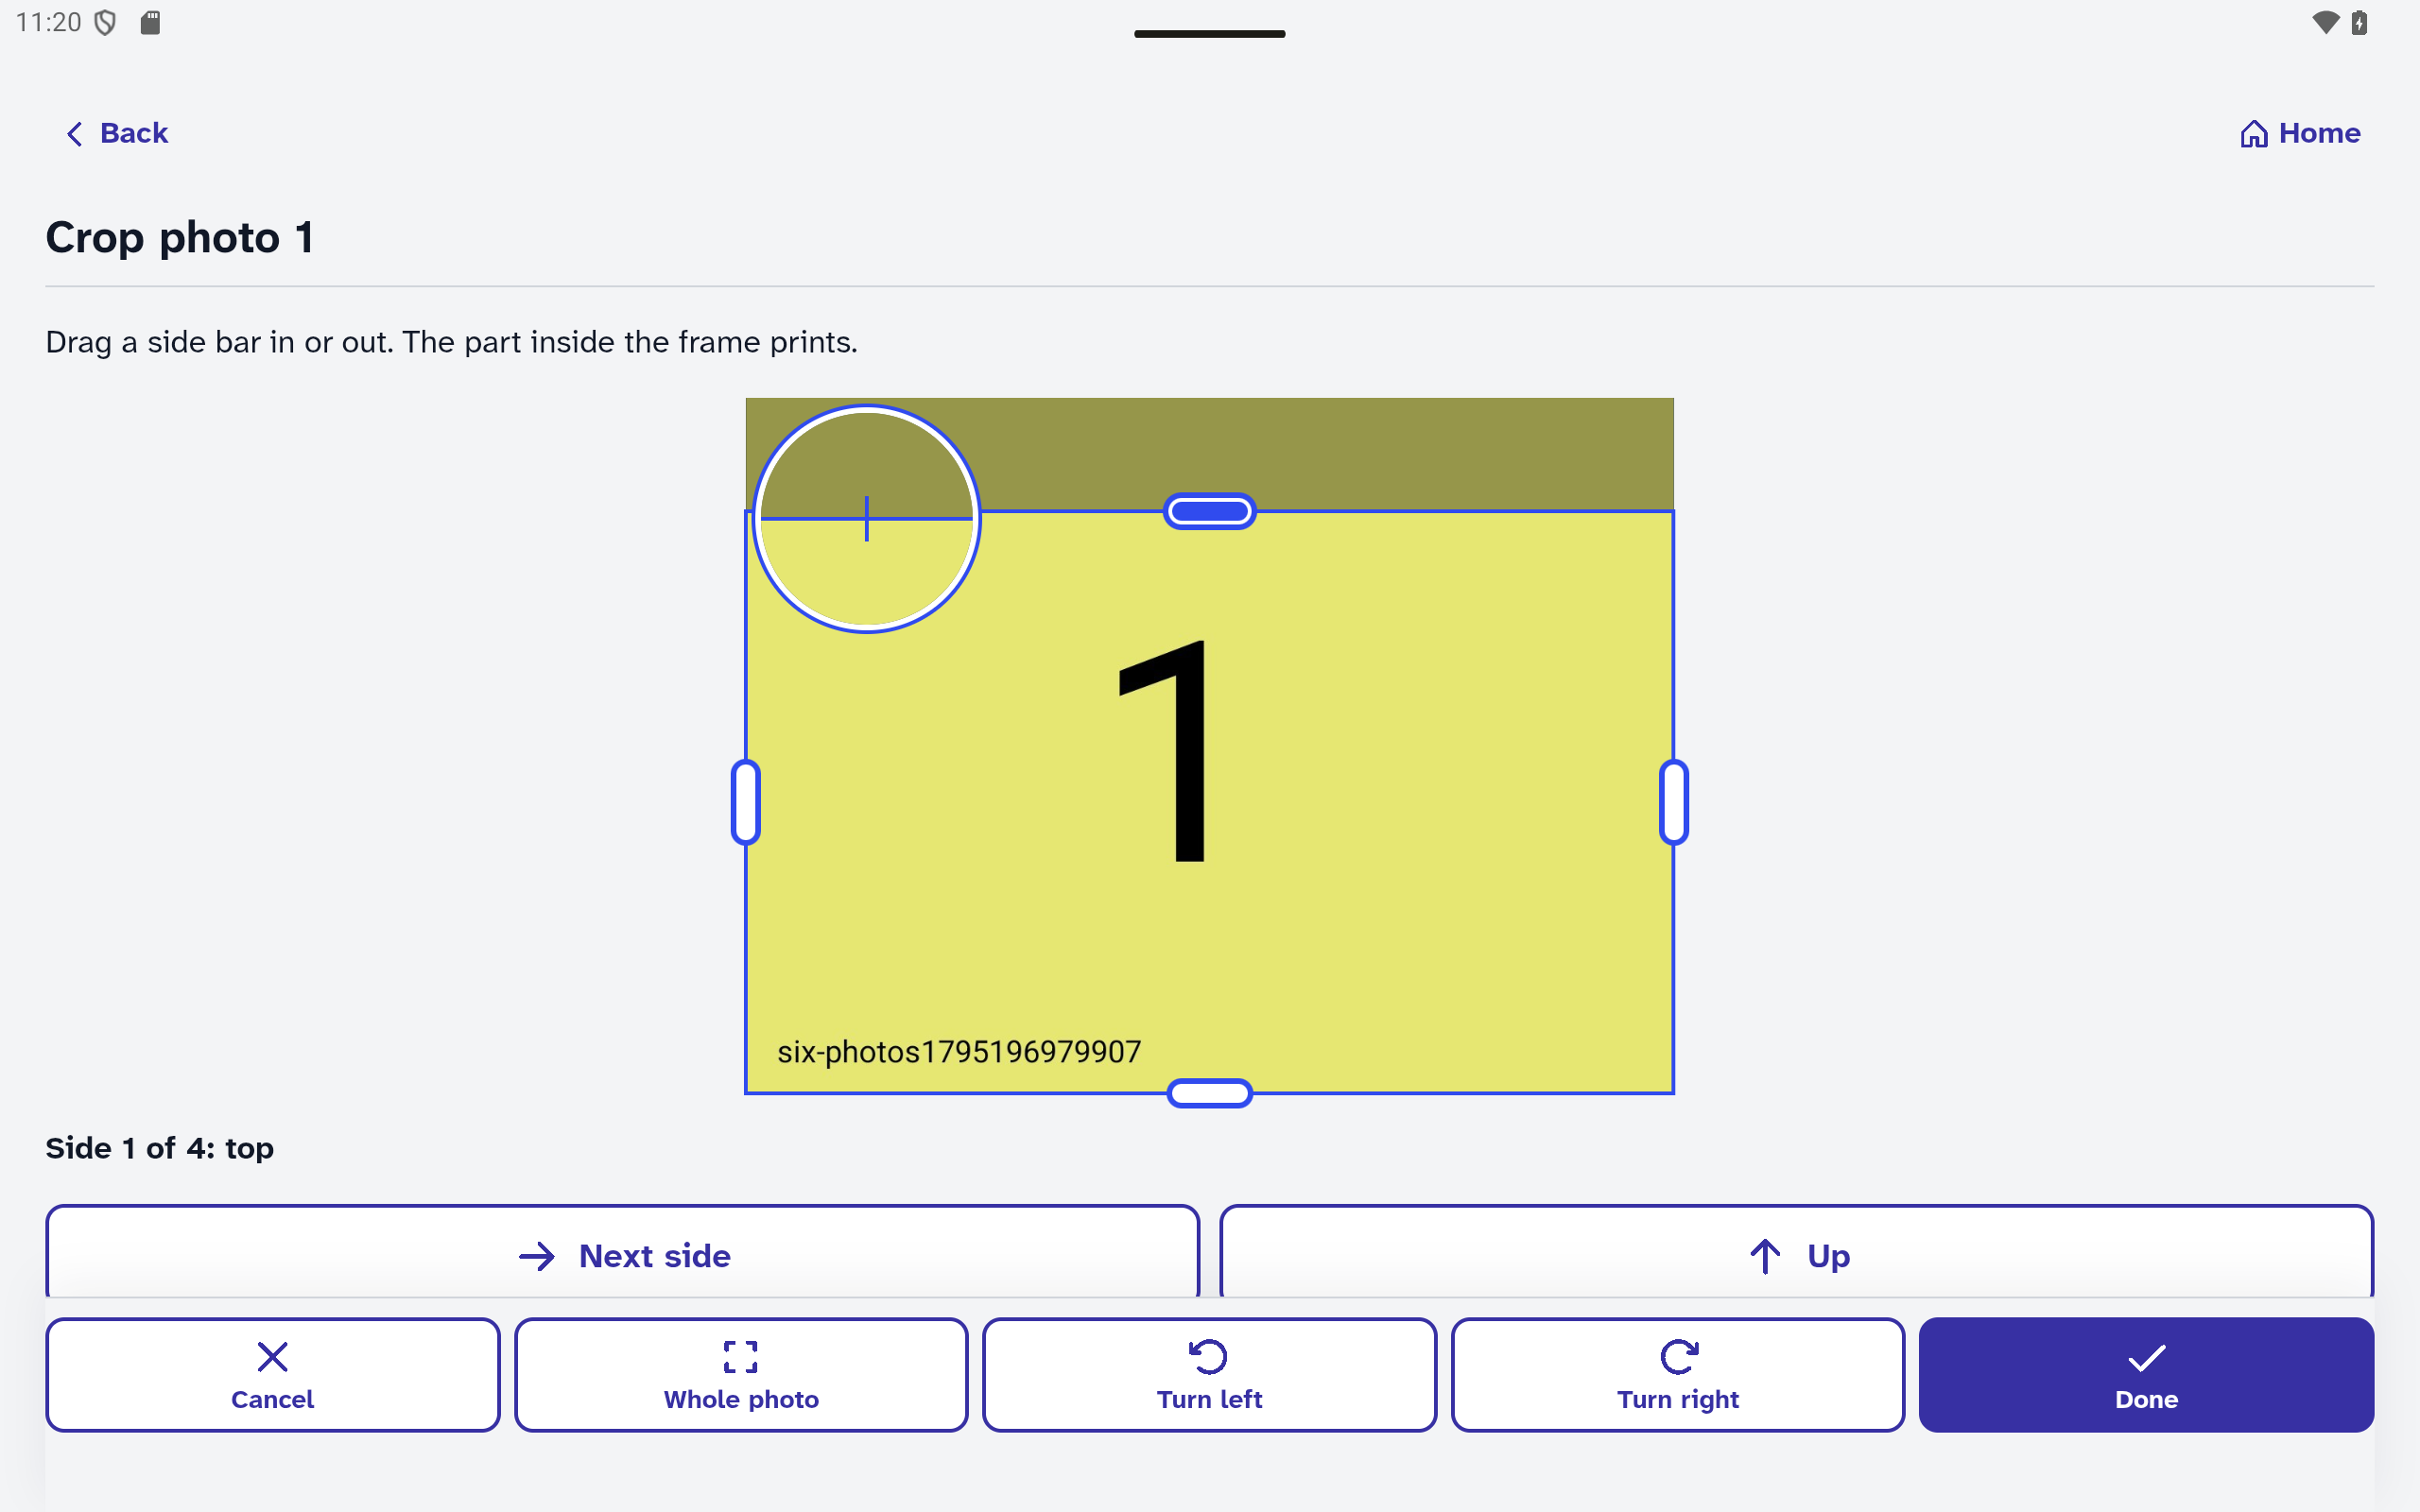 11:20
Back
Home
Crop photo 1
Drag a side bar in or out. The part inside the frame prints.
1
six-photos1795196979907
Side 1 of 4: top
Next side
Up
Cancel
Whole photo
Turn left
Turn right
Done